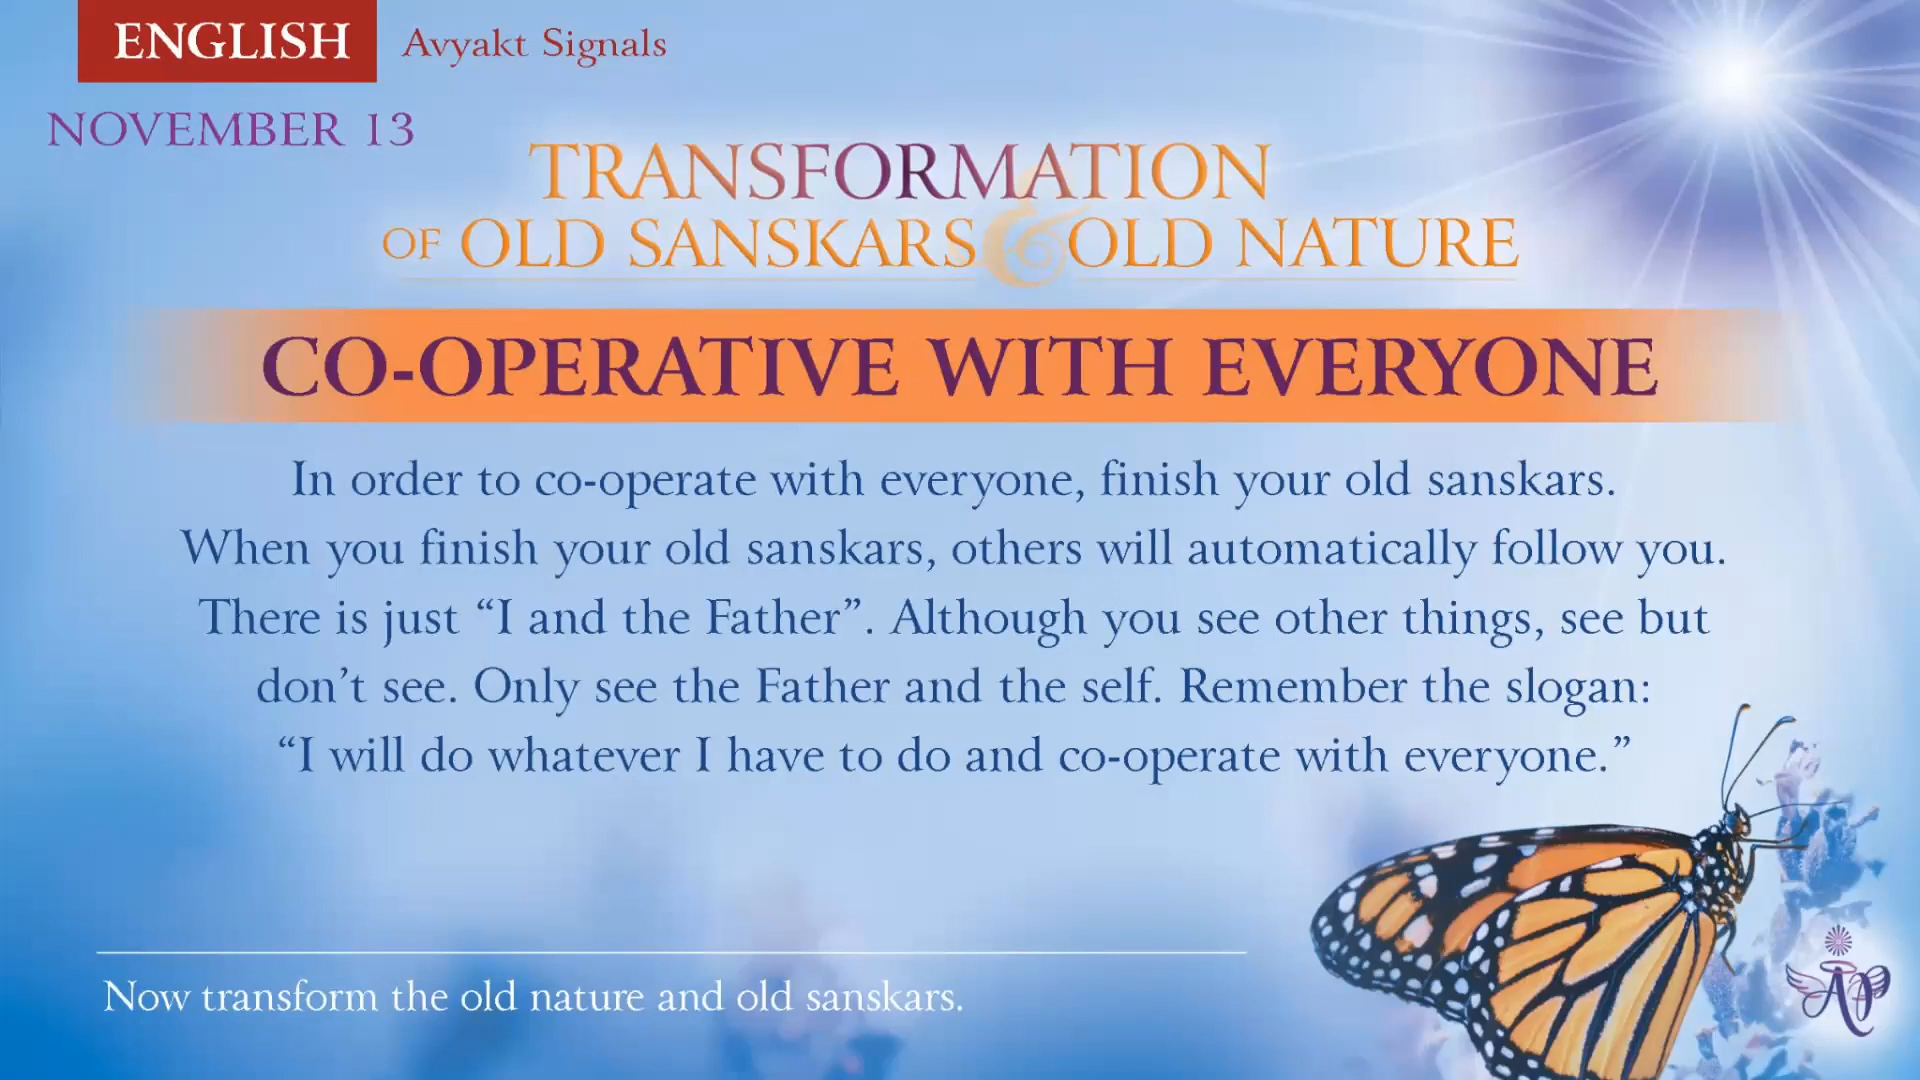 ENGLISH Avyakt Signals
NOVEMBER 13
TRANSFORMATION
OF OLD SANSKARS & OLD NATURE
CO-OPERATIVE WITH EVERYONE
In order to co-operate with everyone, finish your old sanskars.
When you finish your old sanskars, others will automatically follow you.
There is just “I and the Father”. Although you see other things, see but
don’t see. Only see the Father and the self. Remember the slogan:
“I will do whatever I have to do and co-operate with everyone.”
Now transform the old nature and old sanskars.
AP